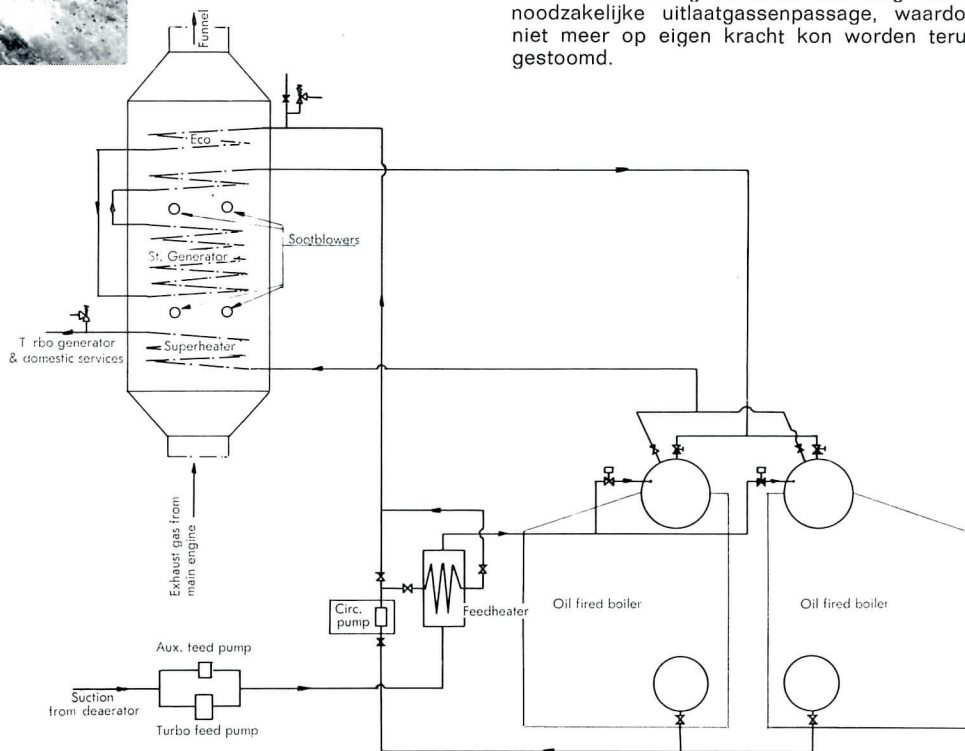 noodzakelijke uitlaatgassenpassage, waardo
niet meer op eigen kracht kon worden teru
gestoomd.
Funnel
Eco
Sootblowers
St. Generator
T rbo generator
& domestic services
Superheater
Exhaust gas from
main engine
Circ.
pump
Feedheater
Oil fired boiler
Oil fired boiler
Aux. feed pump
Suction
from deaerator
Turbo feed pump